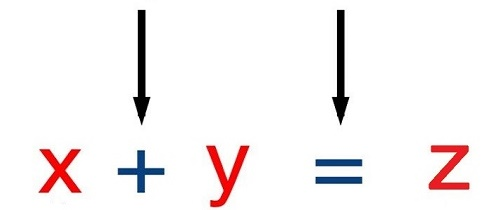 x + y = z